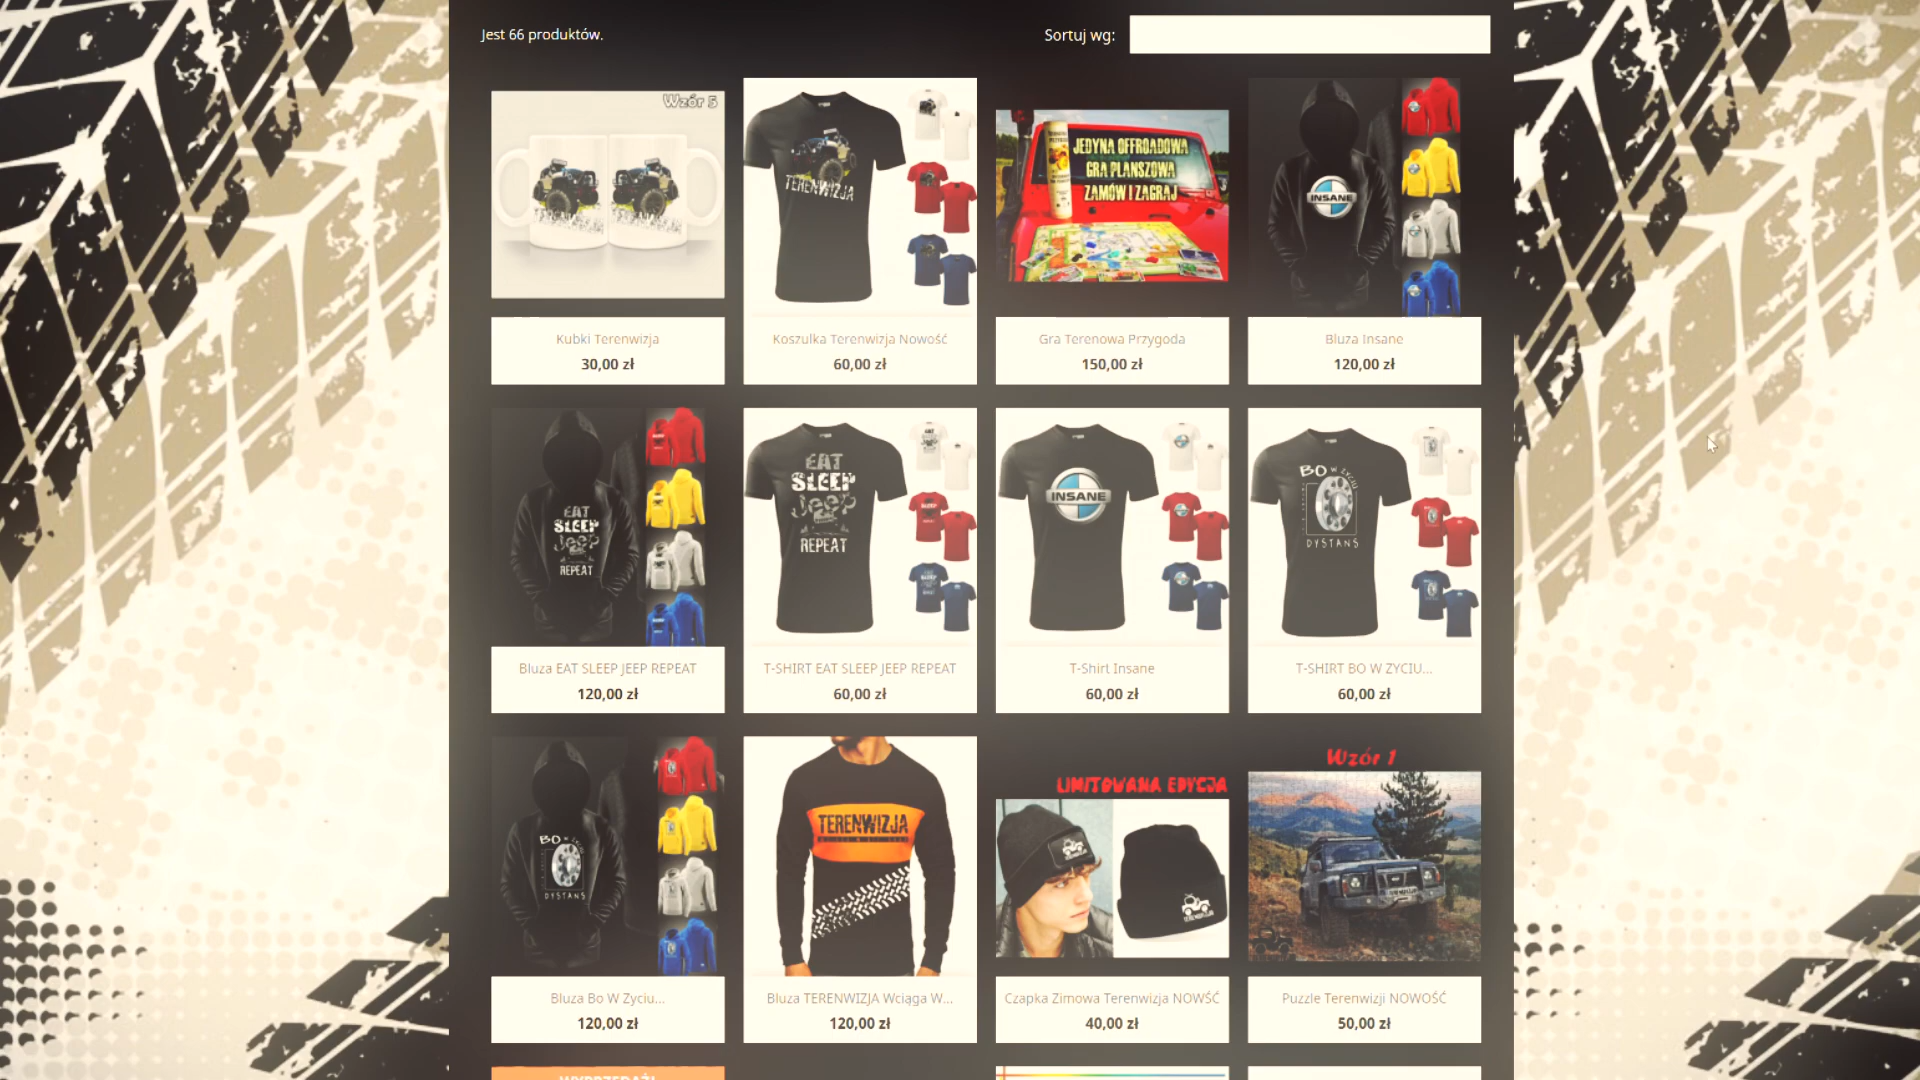 Jest 66 produktów.
Sortuj wg:
Wzór 5
TERENWIZJA
JEDYNA OFFROADOWA
GRA PLANSZOWA
ZAMÓW I ZAGRAJ
INSANE
Kubki Terenwizja
30,00 zł
Koszulka Terenwizja Nowość
60,00 zł
Gra Terenowa Przygoda
150,00 zł
Bluza Insane
120,00 zł
EAT
SLEEP
Jeep
REPEAT
EAT
SLEEP
Jeep
REPEAT
INSANE
BO W ŻYCIU
DYSTANS
Bluza EAT SLEEP JEEP REPEAT
120,00 zł
T-SHIRT EAT SLEEP JEEP REPEAT
60,00 zł
T-Shirt Insane
60,00 zł
T-SHIRT BO W ZYCIU...
60,00 zł
BO W ŻYCIU
DYSTANS
TERENWIZJA
LIMITOWANA EDYCJA
Wzór 1
Bluza Bo W Zyciu...
120,00 zł
Bluza TERENWIZJA Wciąga W...
120,00 zł
Czapka Zimowa Terenwizja NOWŚĆ
40,00 zł
Puzzle Terenwizji NOWOŚĆ
50,00 zł